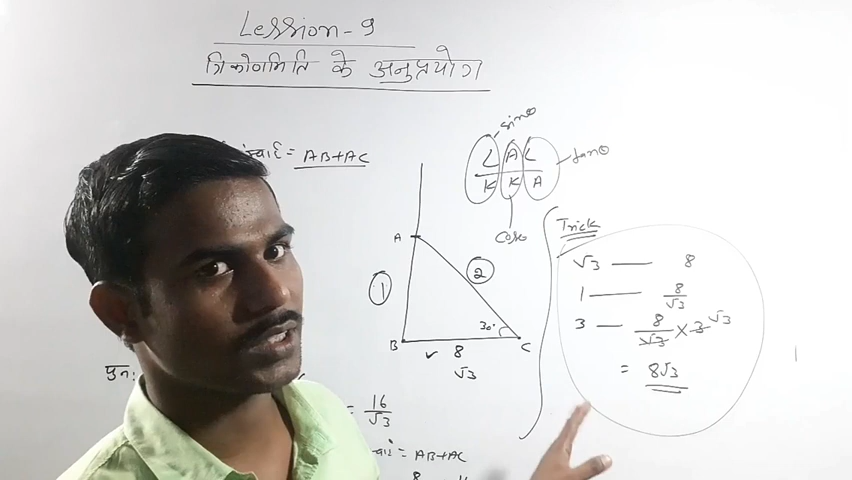 Lession-9
त्रिकोणमिति के अनुप्रयोग
= AB+AC
sinθ
L A L
K K A
tanθ
cosθ
A
1
2
30°
B
C
8
√3
Trick
√3 — 8
1 — 8/√3
3 — 8/√3 × 3 √3
= 8√3
पुनः
= 16/√3
= AB+AC
8